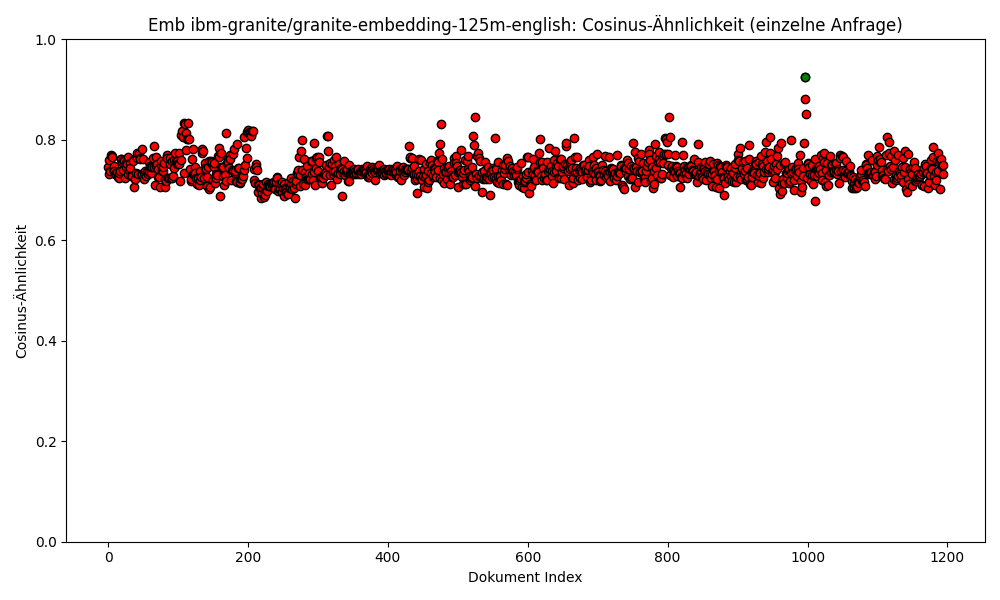 Emb ibm-granite/granite-embedding-125m-english: Cosinus-Ähnlichkeit (einzelne Anfrage)
1.0
0.8
0.6
0.4
0.2
0.0
Cosinus-Ähnlichkeit
0 200 400 600 800 1000 1200
Dokument Index